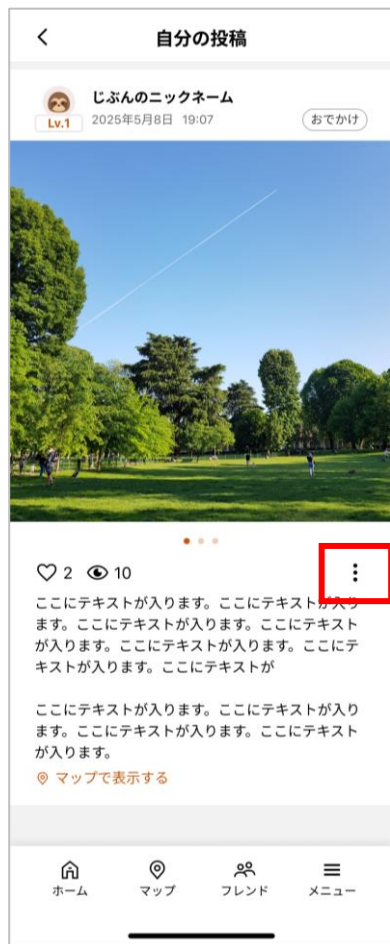 自分の投稿
じぶんのニックネーム
Lv.1
2025年5月8日 19:07
おでかけ
2
10
ここにテキストが入ります。ここにテキストが入り
ます。ここにテキストが入ります。ここにテキスト
が入ります。ここにテキストが入ります。ここにテ
キストが入ります。ここにテキストが
ここにテキストが入ります。ここにテキストが入り
ます。ここにテキストが入ります。ここにテキスト
が入ります。
マップで表示する
ホーム
マップ
フレンド
メニュー